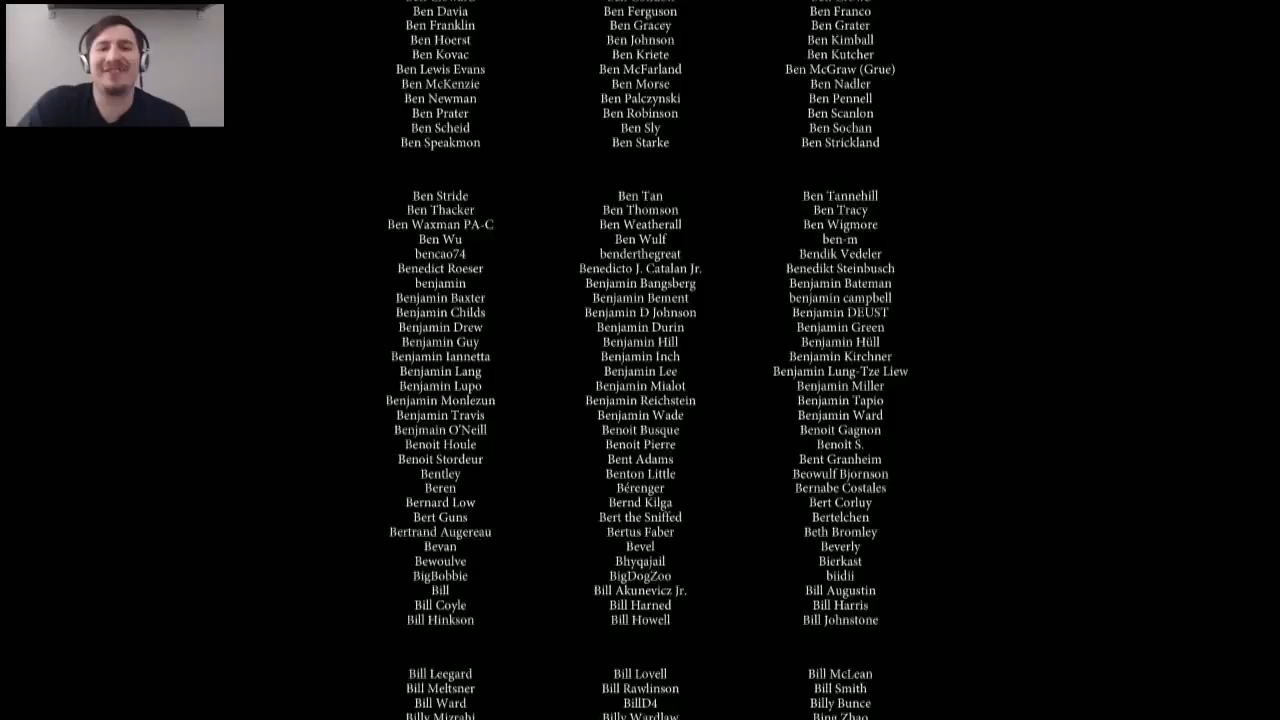 Ben Davia Ben Ferguson Ben Franco
Ben Franklin Ben Gracey Ben Grater
Ben Hoerst Ben Johnson Ben Kimball
Ben Kovac Ben Kriete Ben Kutcher
Ben Lewis Evans Ben McFarland Ben McGraw (Grue)
Ben McKenzie Ben Morse Ben Nadler
Ben Newman Ben Palczynski Ben Pennell
Ben Prater Ben Robinson Ben Scanlon
Ben Scheid Ben Sly Ben Sochan
Ben Speakmon Ben Starke Ben Strickland
Ben Stride Ben Tan Ben Tannehill
Ben Thacker Ben Thomson Ben Tracy
Ben Waxman PA-C Ben Weatherall Ben Wigmore
Ben Wu Ben Wulf ben-m
bencao74 benderthegreat Bendik Vedeler
Benedict Roeser Benedicto J. Catalan Jr. Benedikt Steinbusch
benjamin Benjamin Bangsberg Benjamin Bateman
Benjamin Baxter Benjamin Bement benjamin campbell
Benjamin Childs Benjamin D Johnson Benjamin DEUST
Benjamin Drew Benjamin Durin Benjamin Green
Benjamin Guy Benjamin Hill Benjamin Hüll
Benjamin Iannetta Benjamin Inch Benjamin Kirchner
Benjamin Lang Benjamin Lee Benjamin Lung-Tze Liew
Benjamin Lupo Benjamin Mialot Benjamin Miller
Benjamin Monlezun Benjamin Reichstein Benjamin Tapio
Benjamin Travis Benjamin Wade Benjamin Ward
Benjmain O'Neill Benoit Busque Benoit Gagnon
Benoit Houle Benoit Pierre Benoît S.
Benoit Stordeur Bent Adams Bent Granheim
Bentley Benton Little Beowulf Bjornson
Beren Bérenger Bernabe Costales
Bernard Low Bernd Kilga Bert Corluy
Bert Guns Bert the Sniffed Bertelchen
Bertrand Augereau Bertus Faber Beth Bromley
Bevan Bevel Beverly
Bewoulve Bhyqajail Bierkast
BigBobbie BigDogZoo biidii
Bill Bill Akunevicz Jr. Bill Augustin
Bill Coyle Bill Harned Bill Harris
Bill Hinkson Bill Howell Bill Johnstone
Bill Leegard Bill Lovell Bill McLean
Bill Meltsner Bill Rawlinson Bill Smith
Bill Ward BillD4 Billy Bunce
Billy Mizrahi Billy Wardlaw Bing Zhao